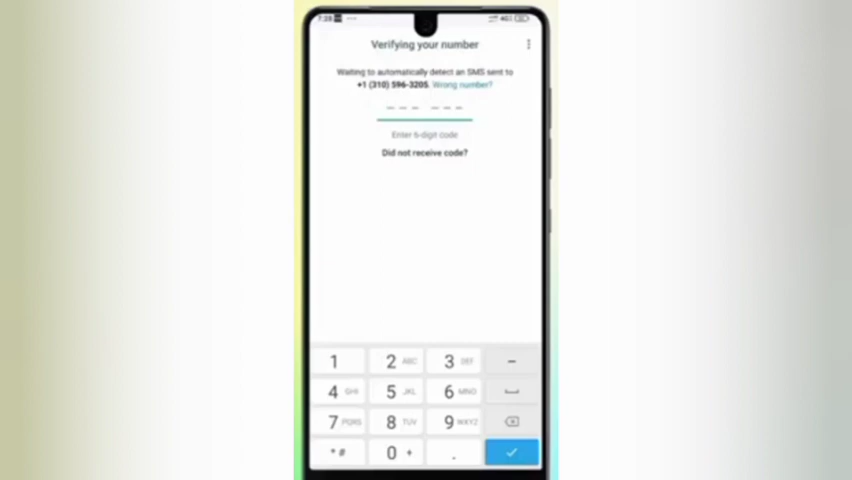 7:35
Verifying your number
Waiting to automatically detect an SMS sent to
+1 (310) 596-3205. Wrong number?
Enter 6-digit code
Did not receive code?
1 2 ABC 3 DEF –
4 GHI 5 JKL 6 MNO
7 PQRS 8 TUV 9 WXYZ
* # 0 + .